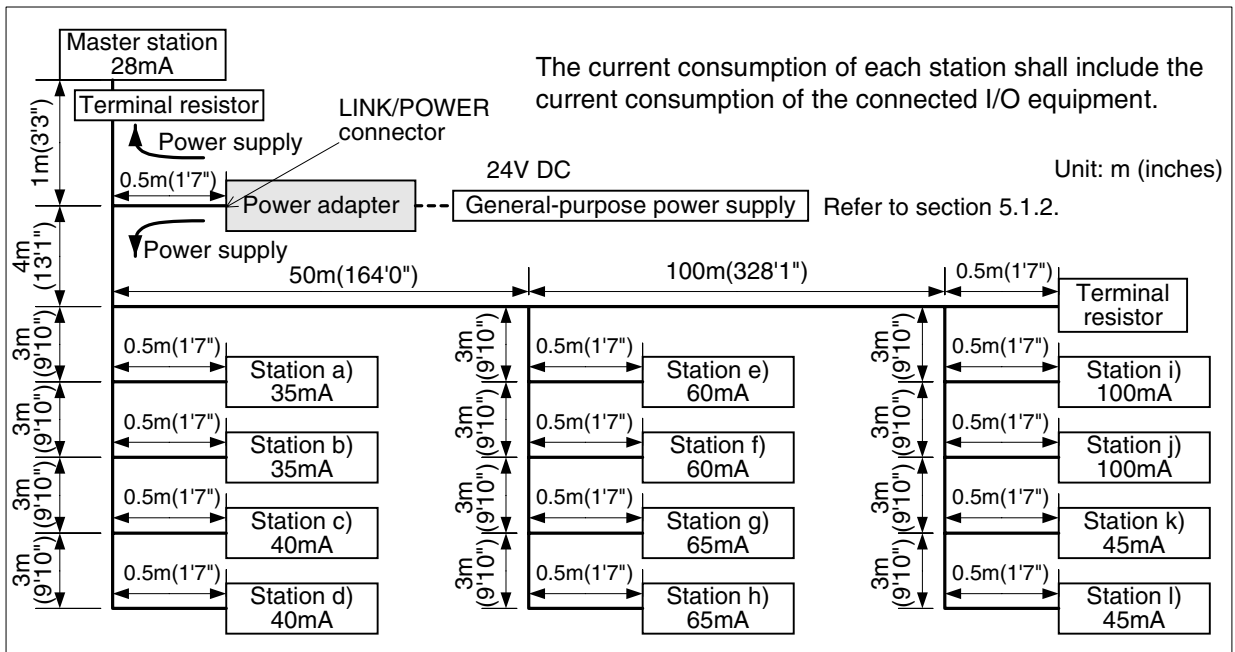 Master station
28mA
The current consumption of each station shall include the
current consumption of the connected I/O equipment.
Terminal resistor
LINK/POWER
connector
Power supply
1m(3'3")
0.5m(1'7")
24V DC
Unit: m (inches)
Power adapter
General-purpose power supply
Refer to section 5.1.2.
Power supply
4m
(13'1")
50m(164'0")
100m(328'1")
0.5m(1'7")
Terminal
resistor
3m
(9'10")
0.5m(1'7")
Station a)
35mA
3m
(9'10")
0.5m(1'7")
Station e)
60mA
3m
(9'10")
0.5m(1'7")
Station i)
100mA
3m
(9'10")
0.5m(1'7")
Station b)
35mA
3m
(9'10")
0.5m(1'7")
Station f)
60mA
3m
(9'10")
0.5m(1'7")
Station j)
100mA
3m
(9'10")
0.5m(1'7")
Station c)
40mA
3m
(9'10")
0.5m(1'7")
Station g)
65mA
3m
(9'10")
0.5m(1'7")
Station k)
45mA
3m
(9'10")
0.5m(1'7")
Station d)
40mA
3m
(9'10")
0.5m(1'7")
Station h)
65mA
3m
(9'10")
0.5m(1'7")
Station l)
45mA